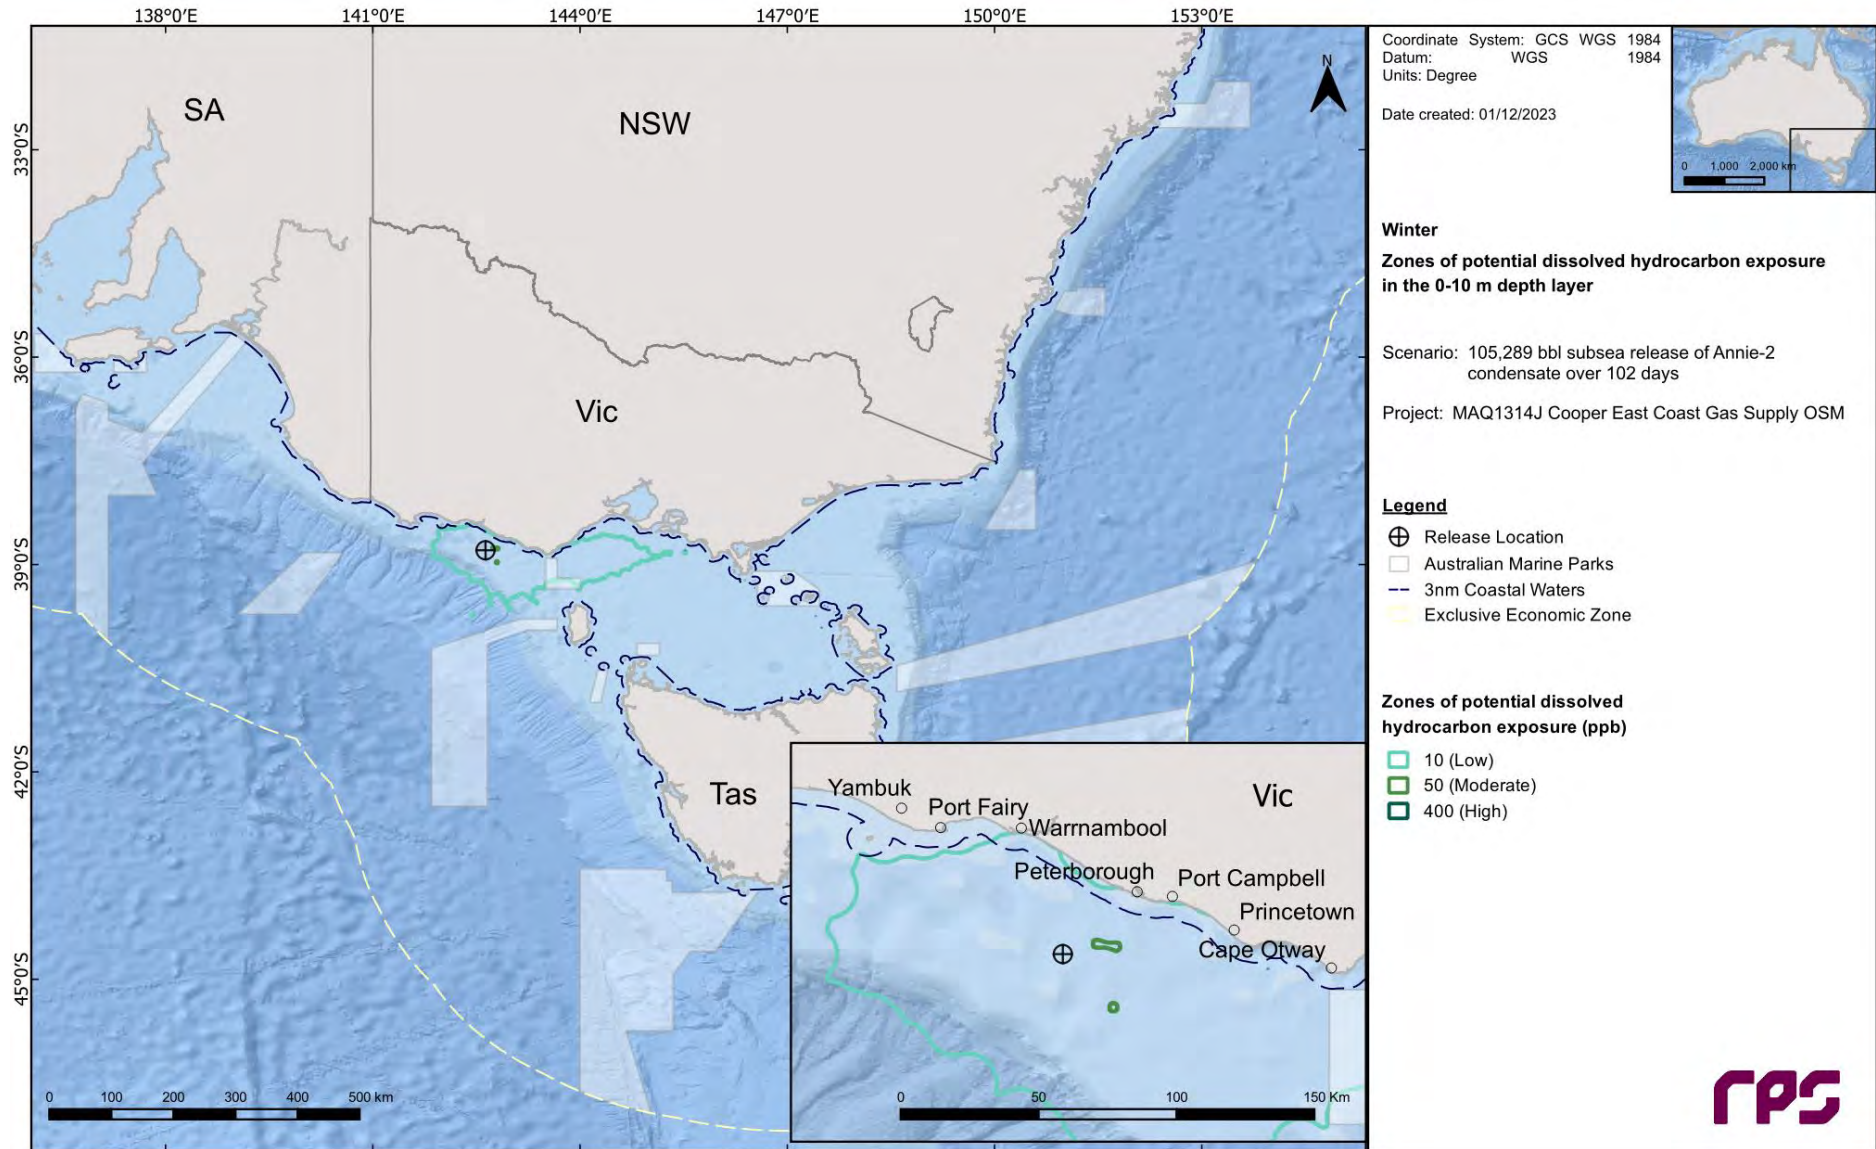 138°0'E 141°0'E 144°0'E 147°0'E 150°0'E 153°0'E
33°0'S
36°0'S
39°0'S
42°0'S
45°0'S
SA
NSW
Vic
Tas
N
0 100 200 300 400 500 km
Yambuk
Port Fairy
Warrnambool
Vic
Peterborough
Port Campbell
Princetown
Cape Otway
0 50 100 150 Km
Coordinate System: GCS WGS 1984
Datum: WGS 1984
Units: Degree
Date created: 01/12/2023
0 1,000 2,000 km
Winter
Zones of potential dissolved hydrocarbon exposure
in the 0-10 m depth layer
Scenario: 105,289 bbl subsea release of Annie-2
condensate over 102 days
Project: MAQ1314J Cooper East Coast Gas Supply OSM
Legend
Release Location
Australian Marine Parks
3nm Coastal Waters
Exclusive Economic Zone
Zones of potential dissolved
hydrocarbon exposure (ppb)
10 (Low)
50 (Moderate)
400 (High)
rps